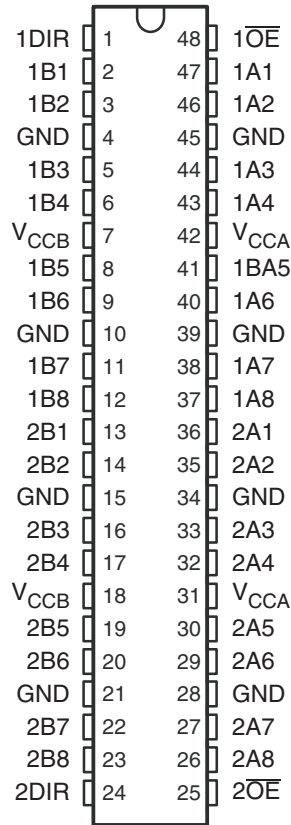 1DIR 1 48 1O̅E̅
1B1 2 47 1A1
1B2 3 46 1A2
GND 4 45 GND
1B3 5 44 1A3
1B4 6 43 1A4
VCCB 7 42 VCCA
1B5 8 41 1BA5
1B6 9 40 1A6
GND 10 39 GND
1B7 11 38 1A7
1B8 12 37 1A8
2B1 13 36 2A1
2B2 14 35 2A2
GND 15 34 GND
2B3 16 33 2A3
2B4 17 32 2A4
VCCB 18 31 VCCA
2B5 19 30 2A5
2B6 20 29 2A6
GND 21 28 GND
2B7 22 27 2A7
2B8 23 26 2A8
2DIR 24 25 2O̅E̅